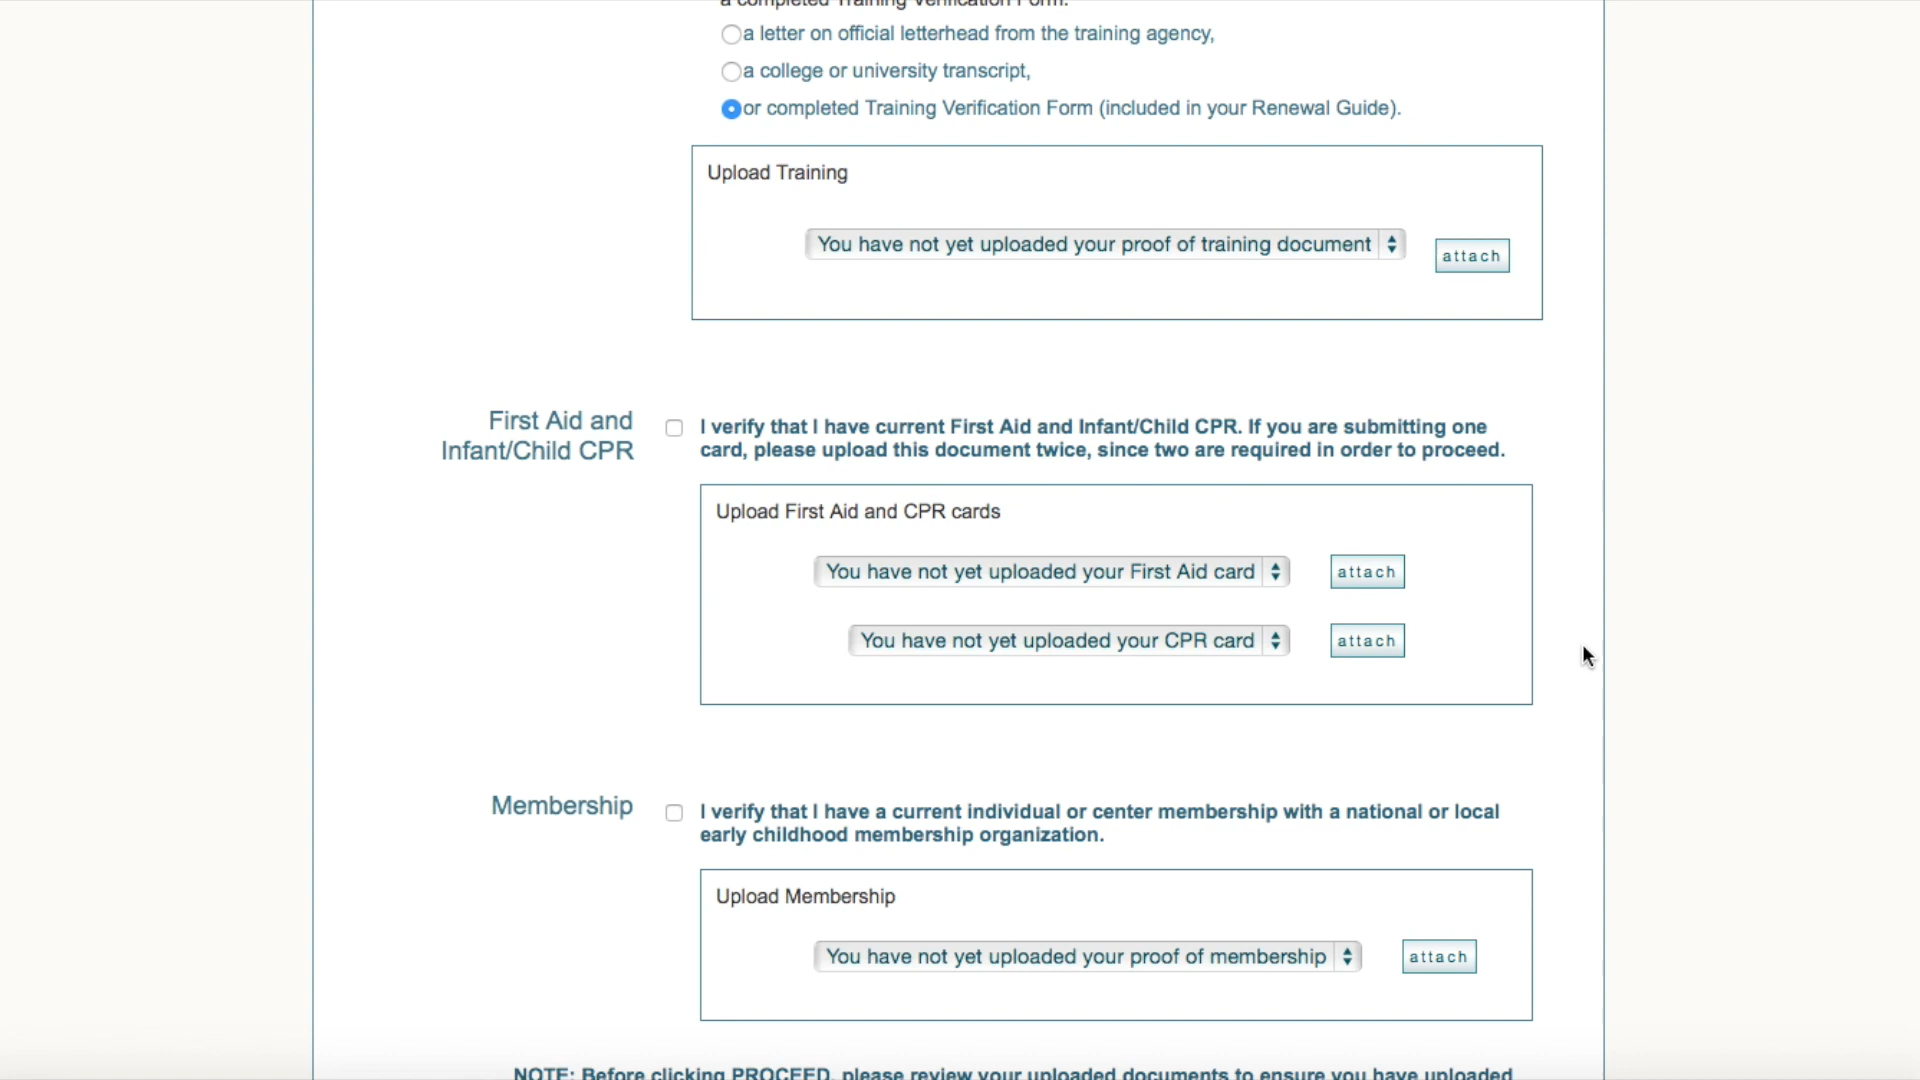 a completed Training Verification Form.
a letter on official letterhead from the training agency,
a college or university transcript,
or completed Training Verification Form (included in your Renewal Guide).
Upload Training
You have not yet uploaded your proof of training document
attach
First Aid and
Infant/Child CPR
I verify that I have current First Aid and Infant/Child CPR. If you are submitting one
card, please upload this document twice, since two are required in order to proceed.
Upload First Aid and CPR cards
You have not yet uploaded your First Aid card
attach
You have not yet uploaded your CPR card
attach
Membership
I verify that I have a current individual or center membership with a national or local
early childhood membership organization.
Upload Membership
You have not yet uploaded your proof of membership
attach
NOTE: Before clicking PROCEED, please review your uploaded documents to ensure you have uploaded